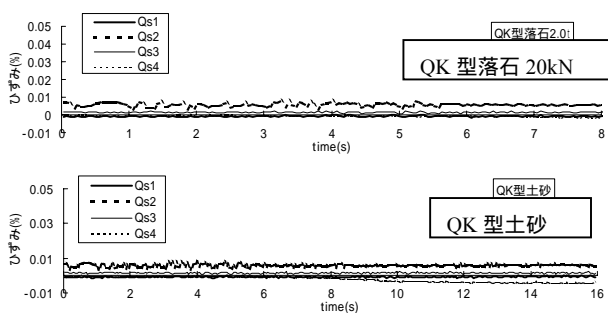 0.05
0.04
0.03
0.02
0.01
0
-0.01
ひずみ(%)
Qs1
Qs2
Qs3
Qs4
QK型落石2.0t
QK 型落石 20kN
0 1 2 3 4 5 6 7 8
time(s)
0.05
0.03
0.01
-0.01
ひずみ(%)
Qs1
Qs2
Qs3
Qs4
QK型土砂
QK 型土砂
0 2 4 6 8 10 12 14 16
time(s)